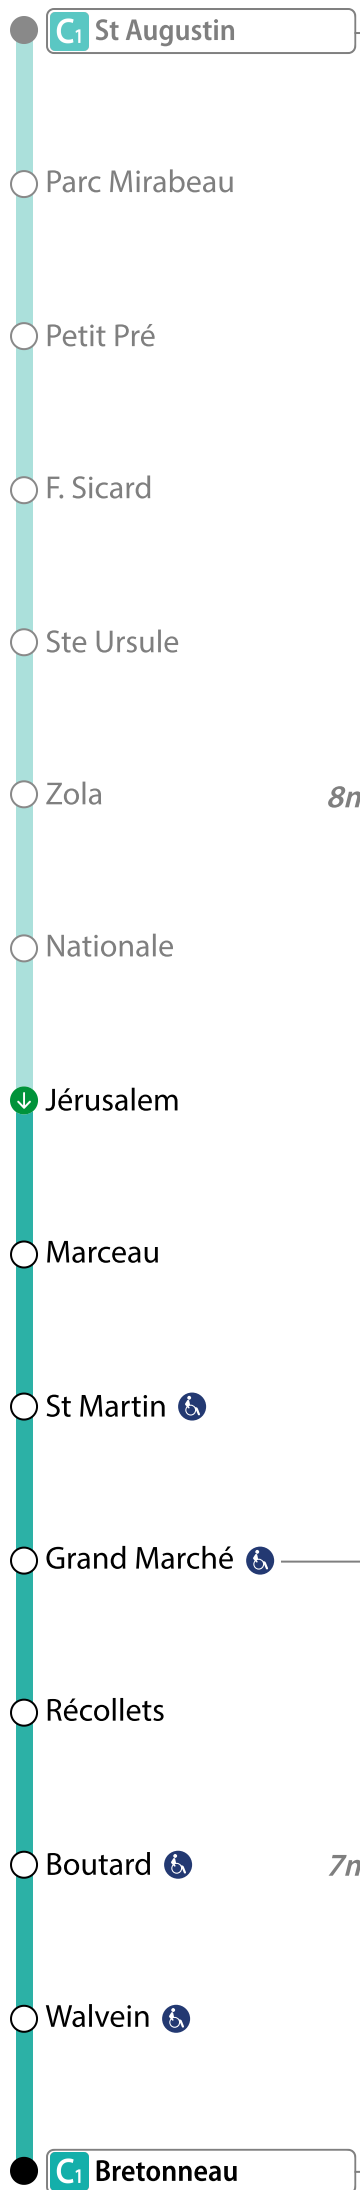 C1 St Augustin
Parc Mirabeau
Petit Pré
F. Sicard
Ste Ursule
Zola
Nationale
Jérusalem
Marceau
St Martin
Grand Marché
Récollets
Boutard
Walvein
C1 Bretonneau